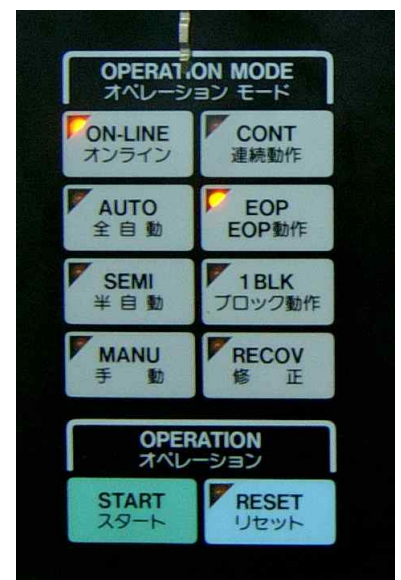 OPERATION MODE
オペレーション モード
ON-LINE
オンライン
CONT
連続動作
AUTO
全自動
EOP
EOP動作
SEMI
半自動
1BLK
ブロック動作
MANU
手動
RECOV
修正
OPERATION
オペレーション
START
スタート
RESET
リセット